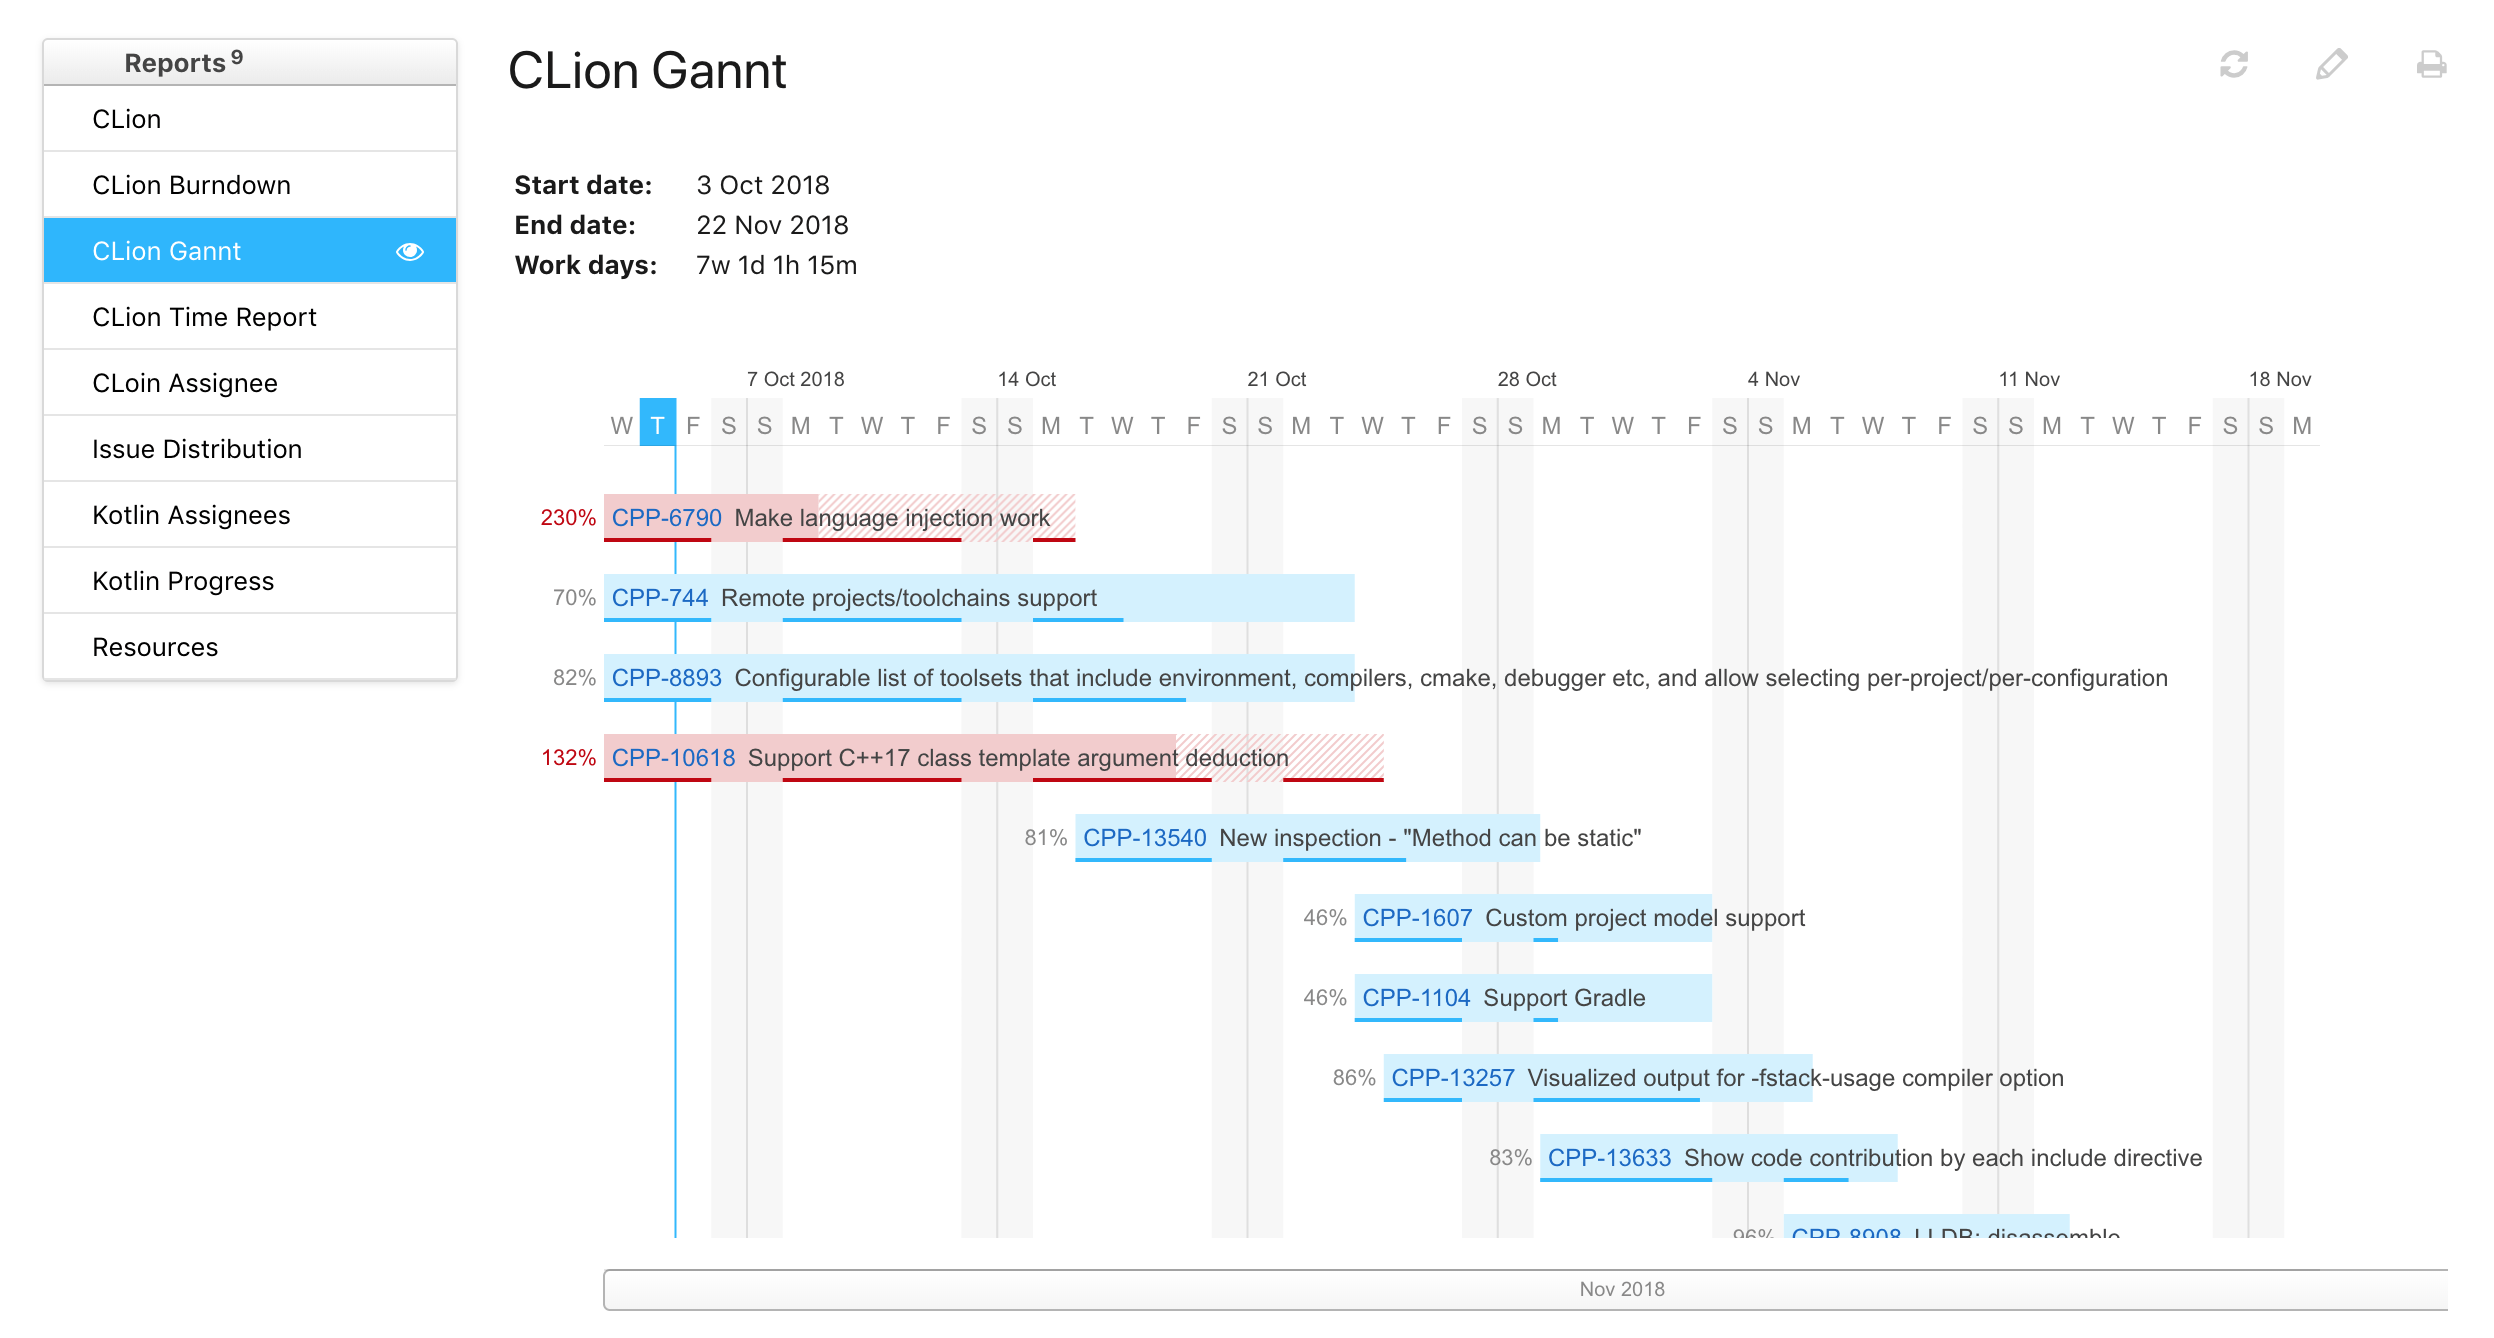 Reports 9
CLion
CLion Burndown
CLion Gannt
CLion Time Report
CLoin Assignee
Issue Distribution
Kotlin Assignees
Kotlin Progress
Resources
CLion Gannt
Start date: 3 Oct 2018
End date: 22 Nov 2018
Work days: 7w 1d 1h 15m
7 Oct 2018 14 Oct 21 Oct 28 Oct 4 Nov 11 Nov 18 Nov
W T F S S M T W T F S S M T W T F S S M T W T F S S M T W T F S S M T W T F S S M T W T F S S M
230% CPP-6790 Make language injection work
70% CPP-744 Remote projects/toolchains support
82% CPP-8893 Configurable list of toolsets that include environment, compilers, cmake, debugger etc, and allow selecting per-project/per-configuration
132% CPP-10618 Support C++17 class template argument deduction
81% CPP-13540 New inspection - "Method can be static"
46% CPP-1607 Custom project model support
46% CPP-1104 Support Gradle
86% CPP-13257 Visualized output for -fstack-usage compiler option
83% CPP-13633 Show code contribution by each include directive
96% CPP-8908 LLDB: disassemble
Nov 2018